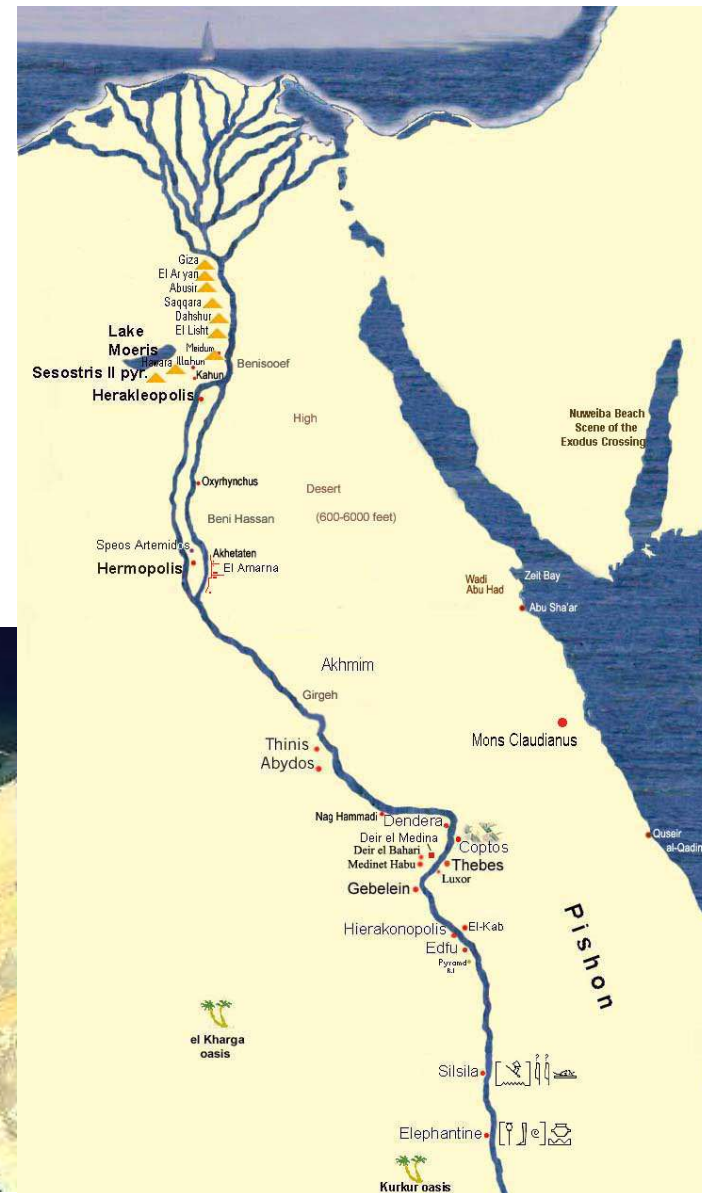 Giza
El Aryan
Abusir
Saqqara
Dahshur
El Lisht
Lake
Moeris
Meidum
Hawara Illahun
Benisooef
Sesostris II pyr.
Kahun
Herakleopolis
High
Nuweiba Beach
Scene of the
Exodus Crossing
Oxyrhynchus
Desert
Beni Hassan
(600-6000 feet)
Speos Artemidos
Akhetaten
Hermopolis
El Amarna
Wadi
Abu Had
Zeit Bay
Abu Sha'ar
Akhmim
Girgeh
Thinis
Mons Claudianus
Abydos
Nag Hammadi
Dendera
Deir el Medina
Coptos
Quseir
al-Qadim
Deir el Bahari
Medinet Habu
Thebes
Luxor
Gebelein
Pishon
El-Kab
Hierakonopolis
Edfu
el Kharga
oasis
Silsila
Elephantine
Kurkur oasis